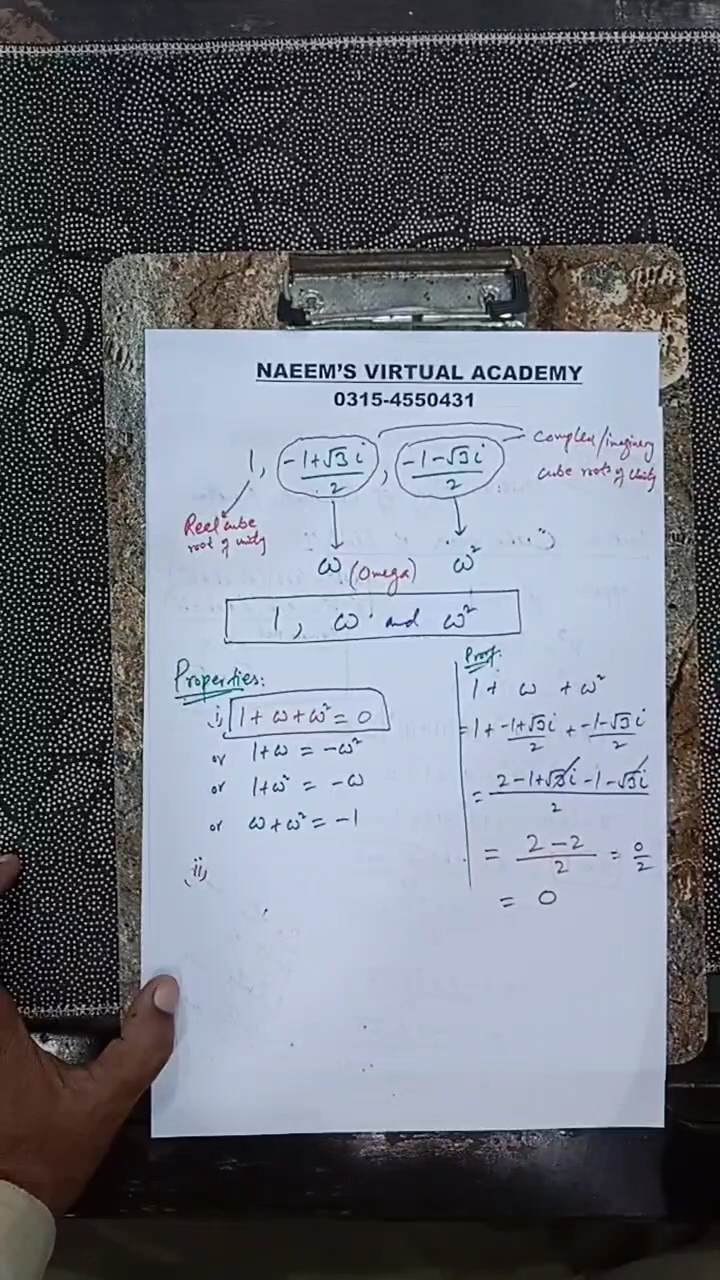 NAEEM'S VIRTUAL ACADEMY
0315-4550431
1, (-1+√3i)/2, (-1-√3i)/2
Complex/imaginary
cube roots of Unity
Real cube
root of unity
ω (Omega) ω²
1, ω and ω²
Properties:
i) 1+ω+ω² = 0
or 1+ω = -ω²
or 1+ω² = -ω
or ω+ω² = -1
ii)
Proof:
1 + ω + ω²
= 1 + (-1+√3i)/2 + (-1-√3i)/2
= (2-1+√3i-1-√3i)/2
= (2-2)/2 = 0/2
= 0